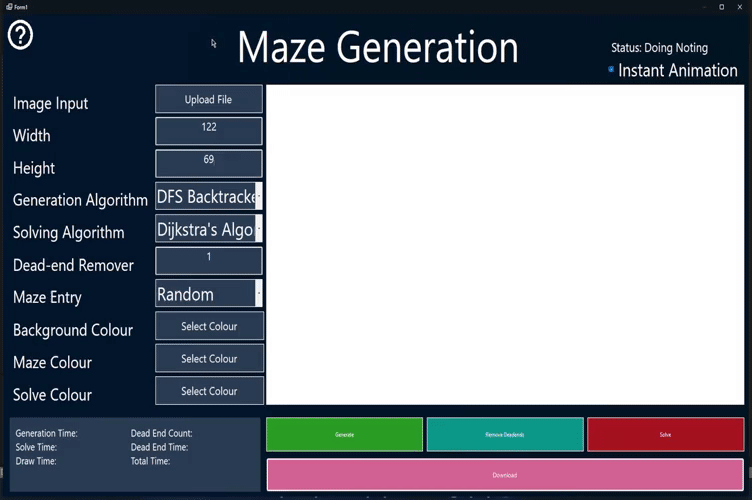 Form1
?
Maze Generation
Status: Doing Noting
Instant Animation
Image Input
Upload File
Width
122
Height
69
Generation Algorithm
DFS Backtracke
Solving Algorithm
Dijkstra's Algo
Dead-end Remover
1
Maze Entry
Random
Background Colour
Select Colour
Maze Colour
Select Colour
Solve Colour
Select Colour
Generation Time:
Dead End Count:
Solve Time:
Dead End Time:
Draw Time:
Total Time:
Generate
Remove Deadends
Solve
Download